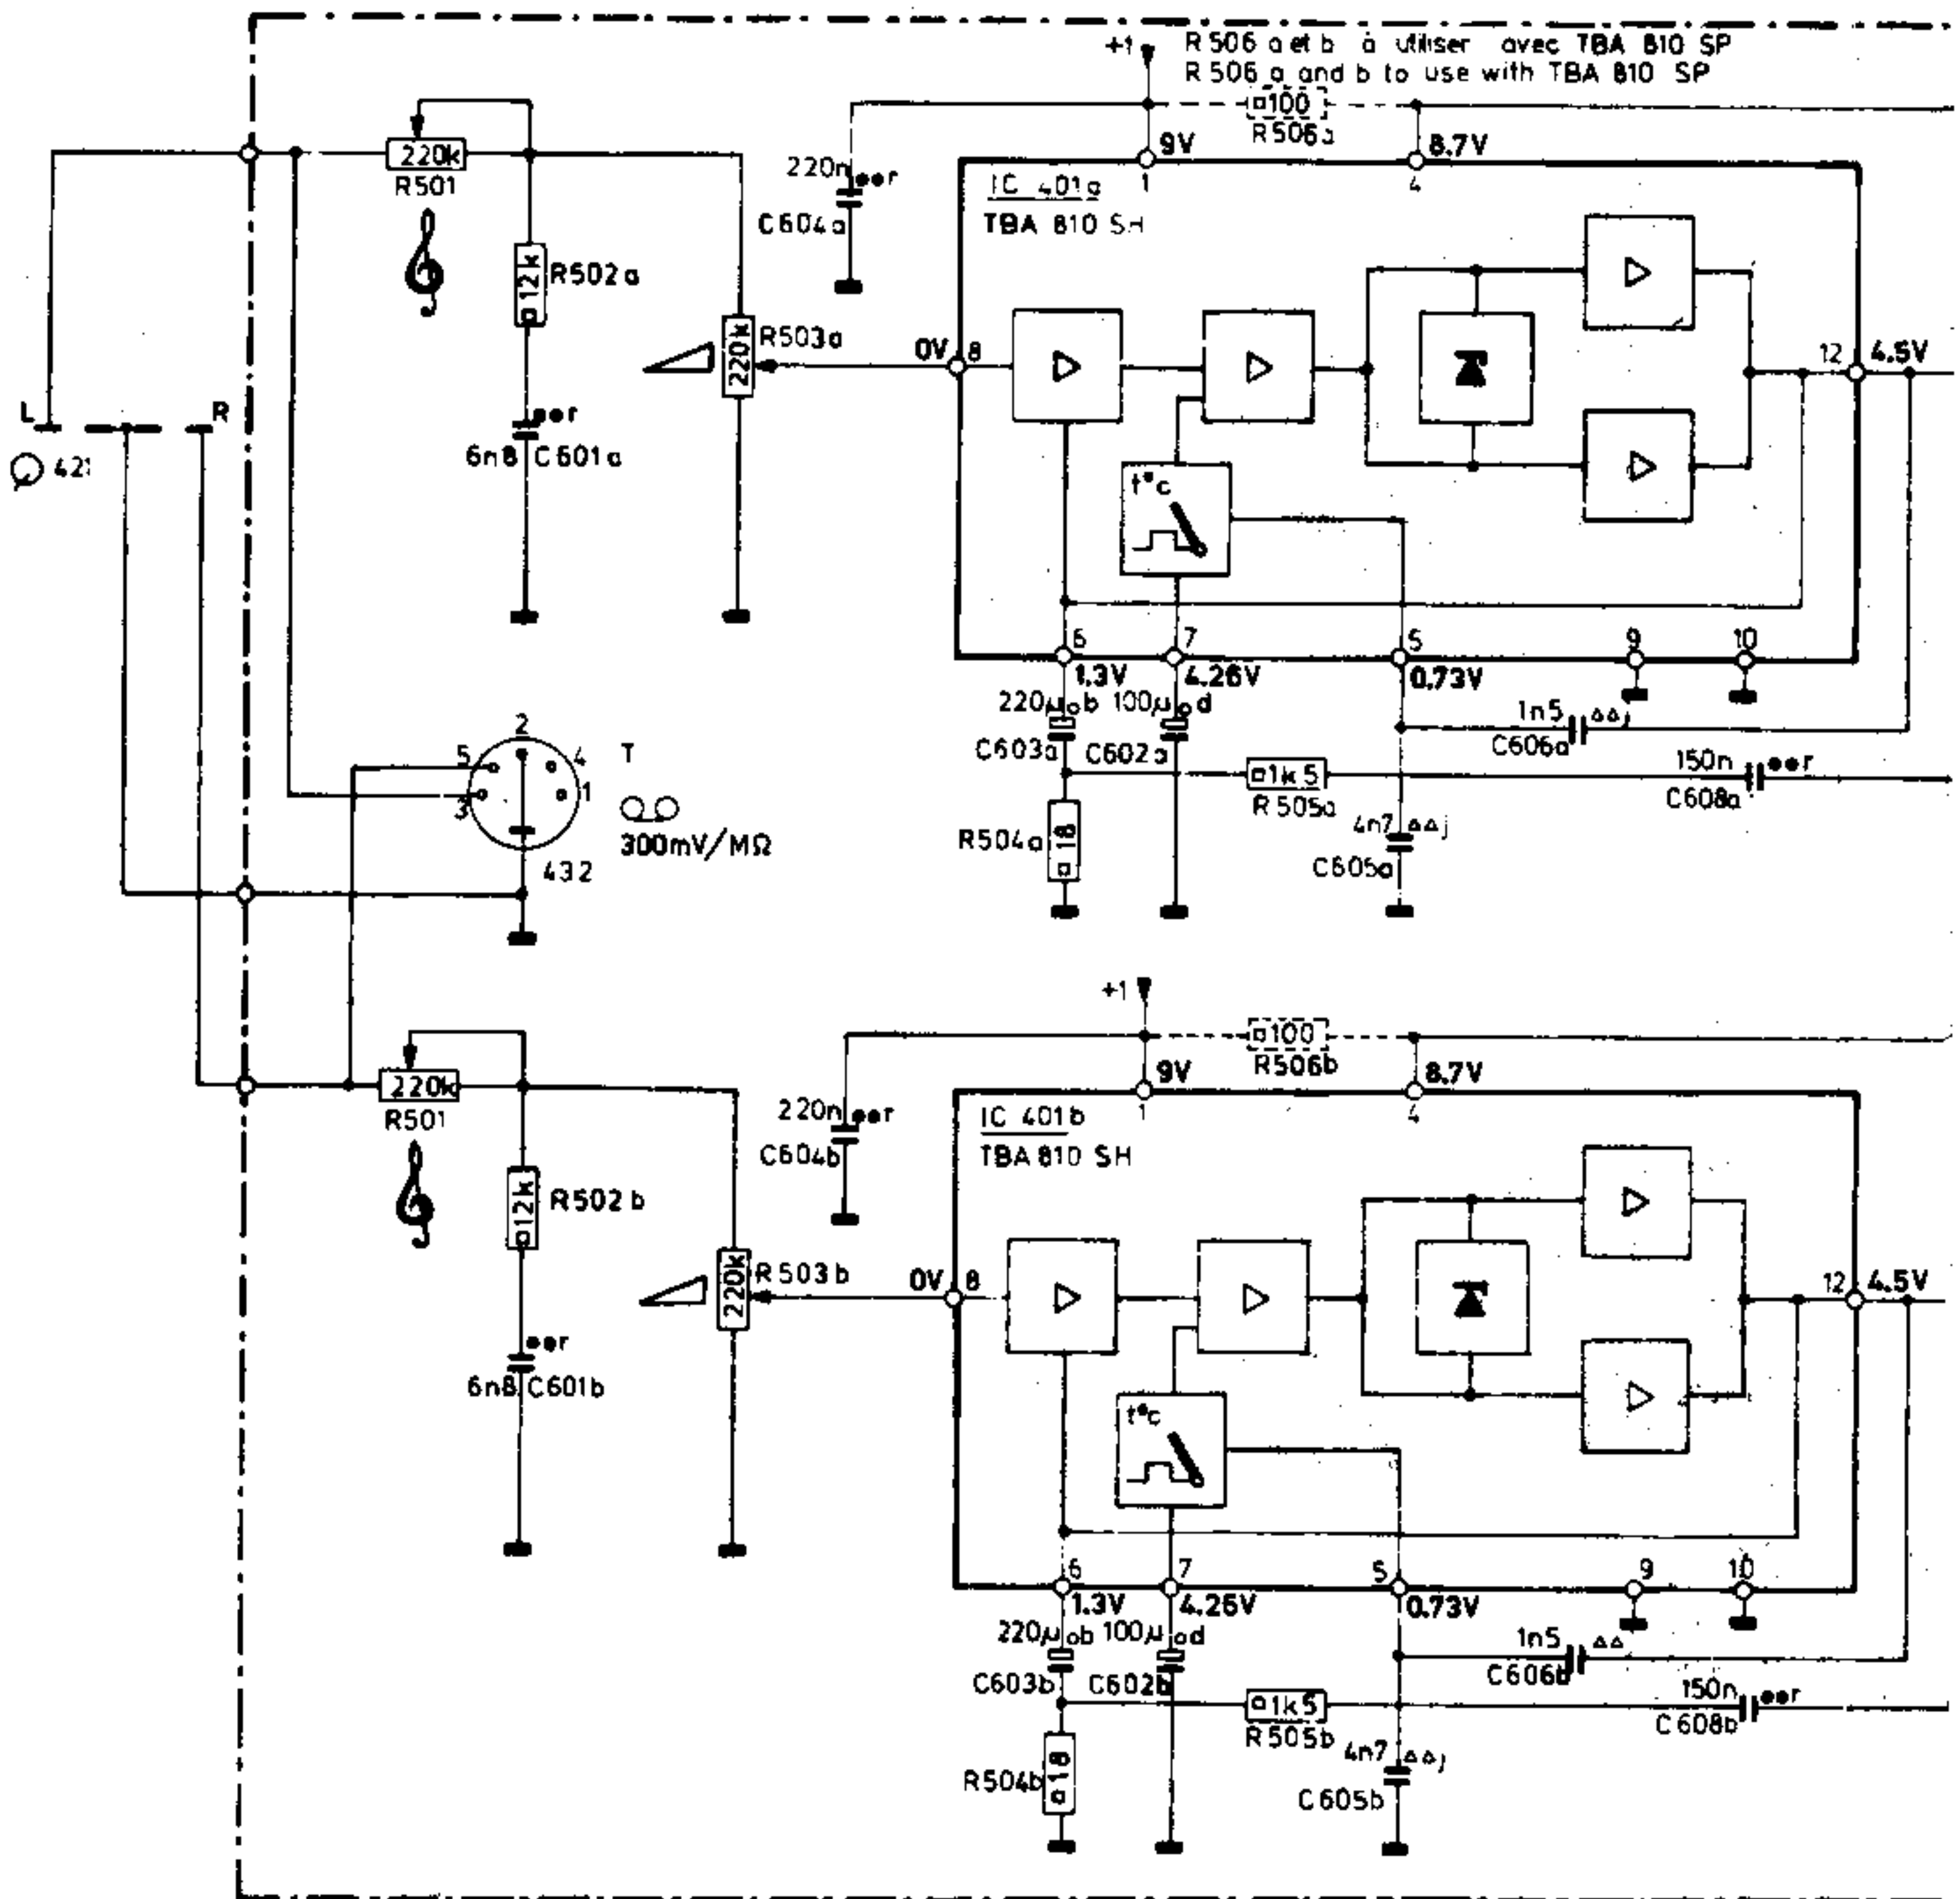 +1
R506 a et b à utiliser avec TBA 810 SP
R506 a and b to use with TBA 810 SP
100
R506a
220k
R501
9V
8.7V
1
4
220n
C604a
IC 401a
TBA 810 SH
12k
R502a
220k
R503a
0V
8
12
4.5V
L
R
6n8
C601a
t°c
6
7
5
9
10
1.3V
4.26V
0.73V
220µ
b
100µ
d
C603a
C602a
1n5
C606a
150n
r
C608a
1k5
R505a
18
R504a
4n7
j
C605a
2
5
4
3
1
T
300mV/MΩ
432
+1
100
R506b
220k
R501
9V
8.7V
1
4
220n
r
C604b
IC 401b
TBA 810 SH
12k
R502b
220k
R503b
0V
8
12
4.5V
r
6n8
C601b
t°c
6
7
5
9
10
1.3V
4.26V
0.73V
220µ
b
100µ
d
C603b
C602b
1n5
C606b
150n
r
C608b
1k5
R505b
18
R504b
4n7
j
C605b